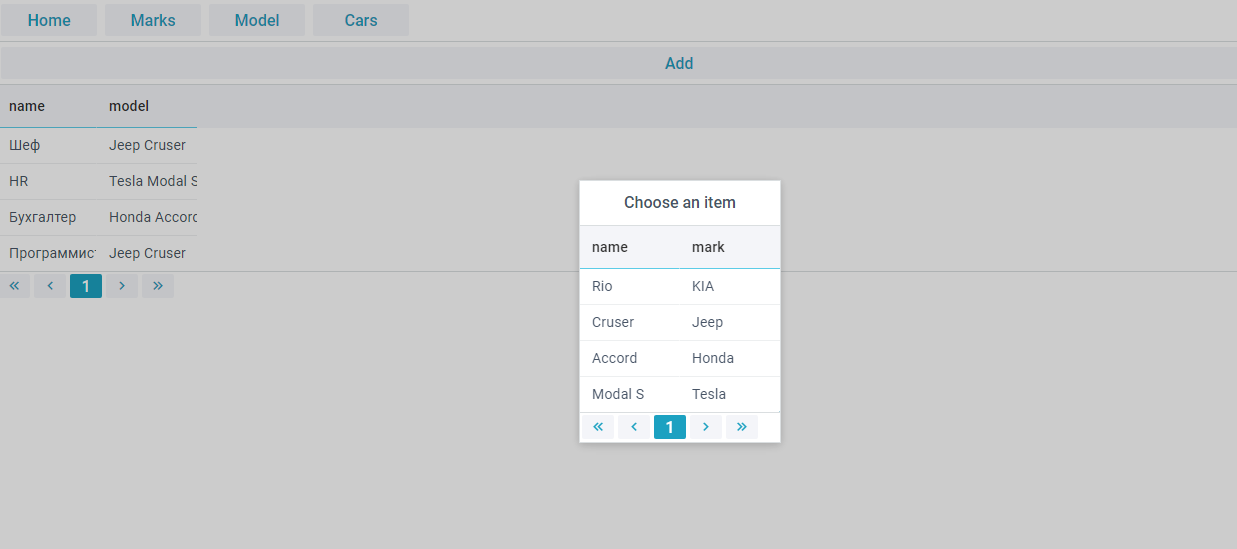 Home Marks Model Cars
Add
name model
Шеф Jeep Cruser
HR Tesla Modal S
Бухгалтер Honda Accord
Программис Jeep Cruser
« ‹ 1 › »
Choose an item
name mark
Rio KIA
Cruser Jeep
Accord Honda
Modal S Tesla
« ‹ 1 › »